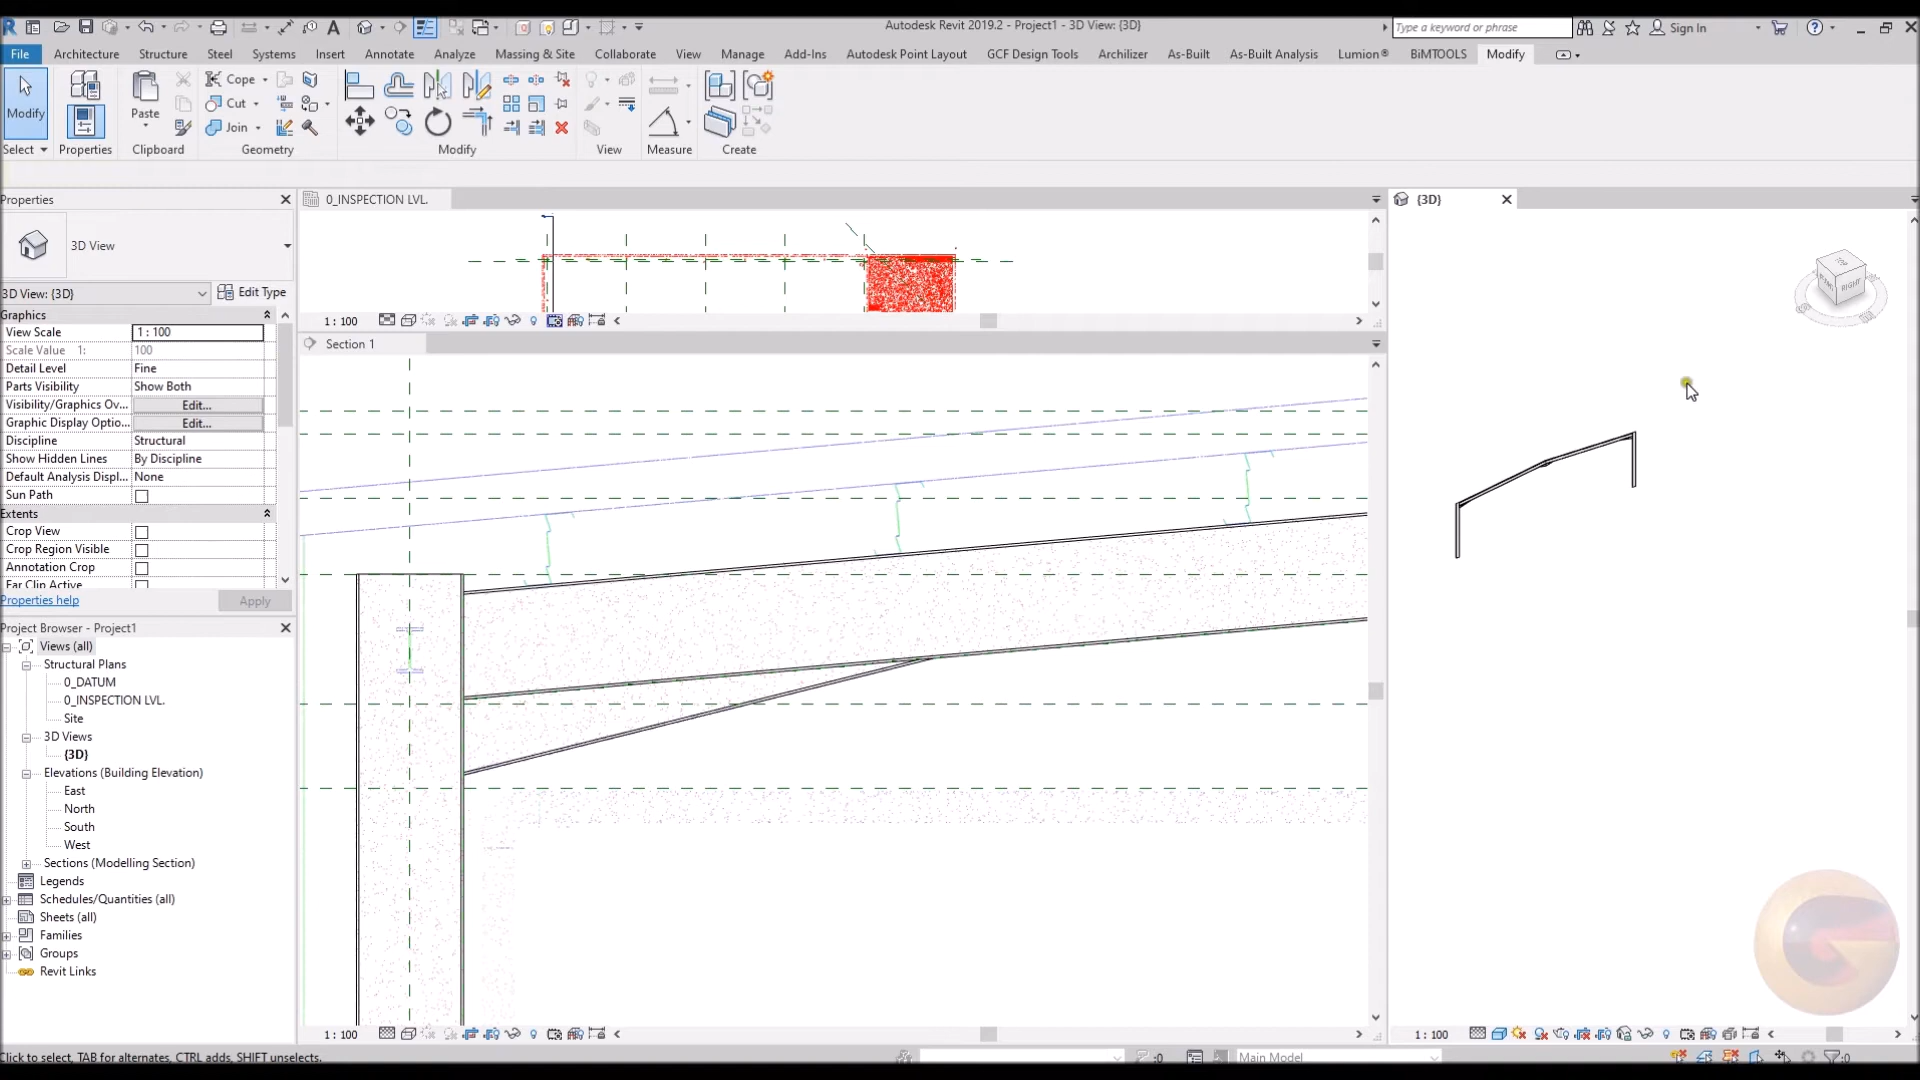 Autodesk Revit 2019.2 - Project1 - 3D View: {3D}
Type a keyword or phrase
Sign In
File Architecture Structure Steel Systems Insert Annotate Analyze Massing & Site Collaborate View Manage Add-Ins Autodesk Point Layout GCF Design Tools Archilizer As-Built As-Built Analysis Lumion® BiMTOOLS Modify
Modify
Paste
Cope
Cut
Join
Select Properties Clipboard Geometry Modify View Measure Create
Properties
3D View
3D View: {3D} Edit Type
Graphics
View Scale 1 : 100
Scale Value 1: 100
Detail Level Fine
Parts Visibility Show Both
Visibility/Graphics Ov... Edit...
Graphic Display Optio... Edit...
Discipline Structural
Show Hidden Lines By Discipline
Default Analysis Displ... None
Sun Path
Extents
Crop View
Crop Region Visible
Annotation Crop
Far Clip Active
Properties help Apply
Project Browser - Project1
Views (all)
Structural Plans
0_DATUM
0_INSPECTION LVL.
Site
3D Views
{3D}
Elevations (Building Elevation)
East
North
South
West
Sections (Modelling Section)
Legends
Schedules/Quantities (all)
Sheets (all)
Families
Groups
Revit Links
0_INSPECTION LVL.
1 : 100
Section 1
1 : 100
{3D}
TOP
RIGHT
1 : 100
Click to select, TAB for alternates, CTRL adds, SHIFT unselects.
:0
Main Model
:0